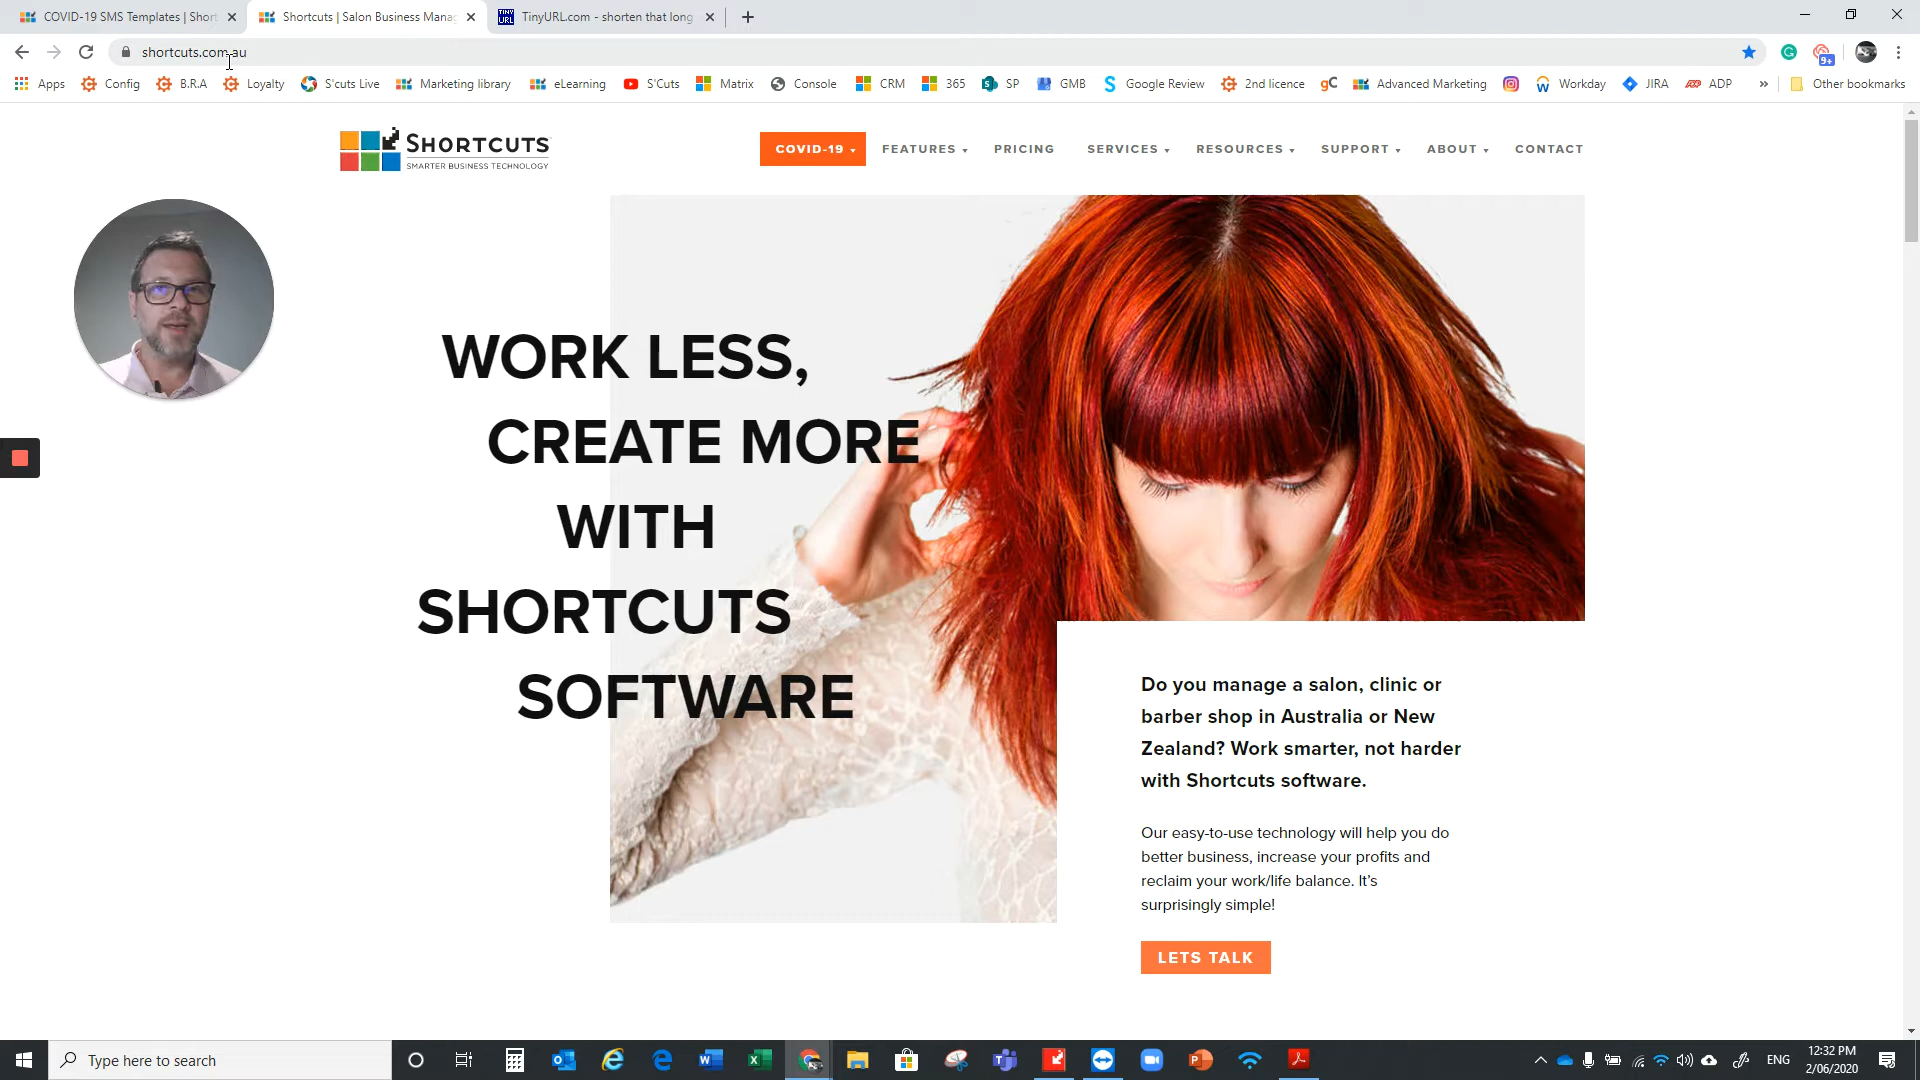 COVID-19 SMS Templates | Short
Shortcuts | Salon Business Manag
TINY URL
TinyURL.com - shorten that long
shortcuts.com.au
9+
Apps
Config
B.R.A
Loyalty
S'cuts Live
Marketing library
eLearning
S'Cuts
Matrix
Console
CRM
365
SP
GMB
Google Review
2nd licence
gC
Advanced Marketing
Workday
JIRA
ADP
»
Other bookmarks
SHORTCUTS
SMARTER BUSINESS TECHNOLOGY
COVID-19
FEATURES
PRICING
SERVICES
RESOURCES
SUPPORT
ABOUT
CONTACT
WORK LESS,
CREATE MORE
WITH
SHORTCUTS
SOFTWARE
Do you manage a salon, clinic or
barber shop in Australia or New
Zealand? Work smarter, not harder
with Shortcuts software.
Our easy-to-use technology will help you do
better business, increase your profits and
reclaim your work/life balance. It's
surprisingly simple!
LETS TALK
Type here to search
ENG
12:32 PM
2/06/2020